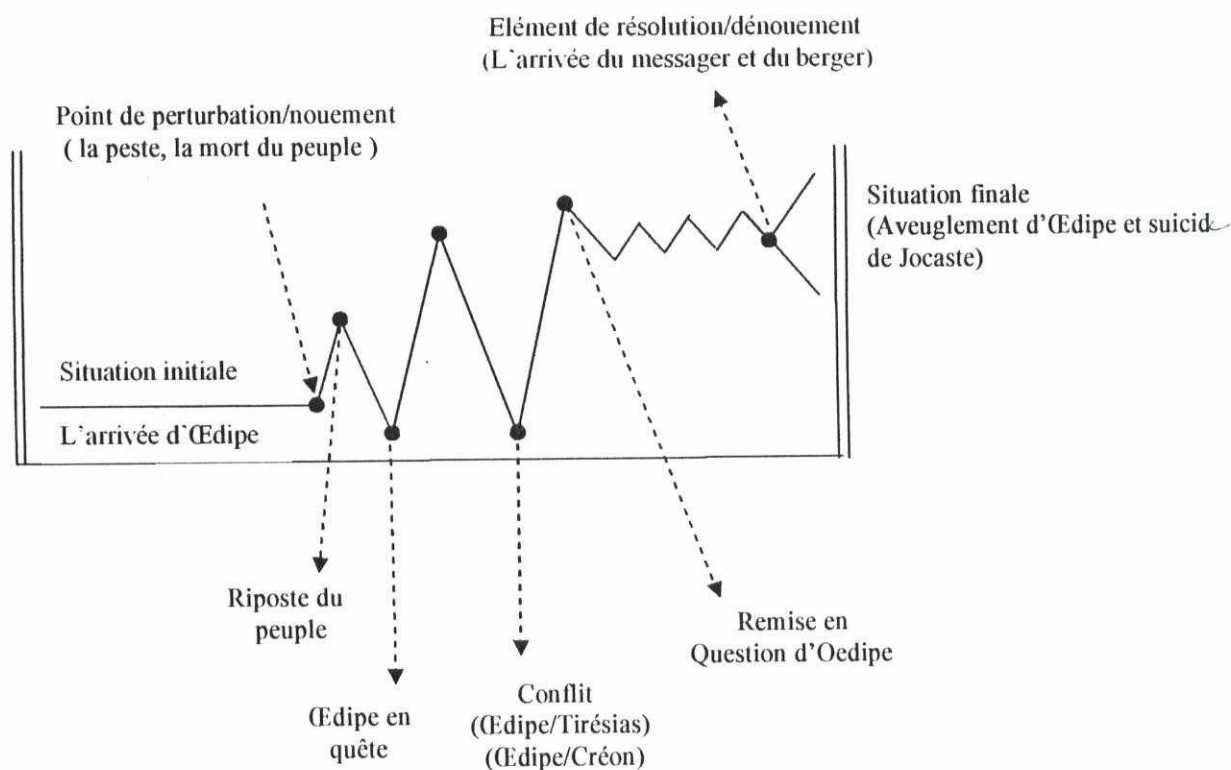 Elément de résolution/dénouement
(L'arrivée du messager et du berger)
Point de perturbation/nouement
( la peste, la mort du peuple )
Situation finale
(Aveuglement d'Œdipe et suicid
de Jocaste)
Situation initiale
L'arrivée d'Œdipe
Riposte du
peuple
Remise en
Question d'Oedipe
Œdipe en
quête
Conflit
(Œdipe/Tirésias)
(Œdipe/Créon)